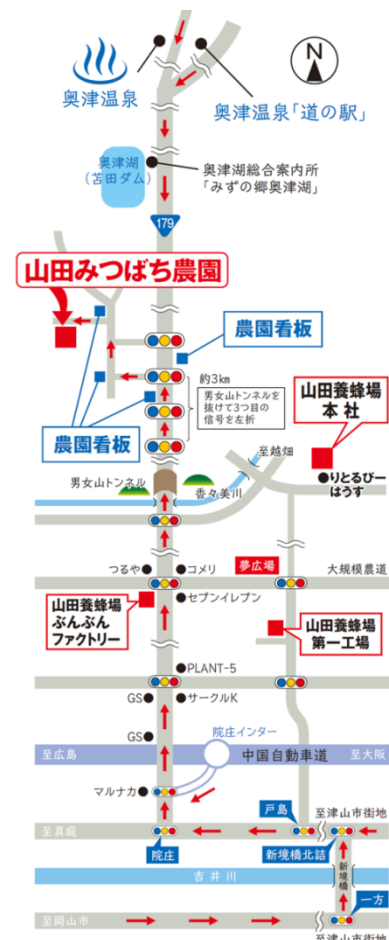 N
奥津温泉
奥津温泉「道の駅」
奥津湖
(苫田ダム)
奥津湖総合案内所
「みずの郷奥津湖」
179
山田みつばち農園
農園看板
約3km
男女山トンネルを
抜けて3つ目の
信号を左折
農園看板
山田養蜂場
本社
至越畑
りとるびー
はうす
男女山トンネル
香々美川
夢広場
つるや
コメリ
大規模農道
セブンイレブン
山田養蜂場
ぶんぶん
ファクトリー
山田養蜂場
第一工場
PLANT-5
GS
サークルK
院庄インター
GS
至広島
中国自動車道
至大阪
マルナカ
戸島
至津山市街地
至真庭
院庄
新境橋北詰
吉井川
新境橋
一方
至岡山市
至津山市街地